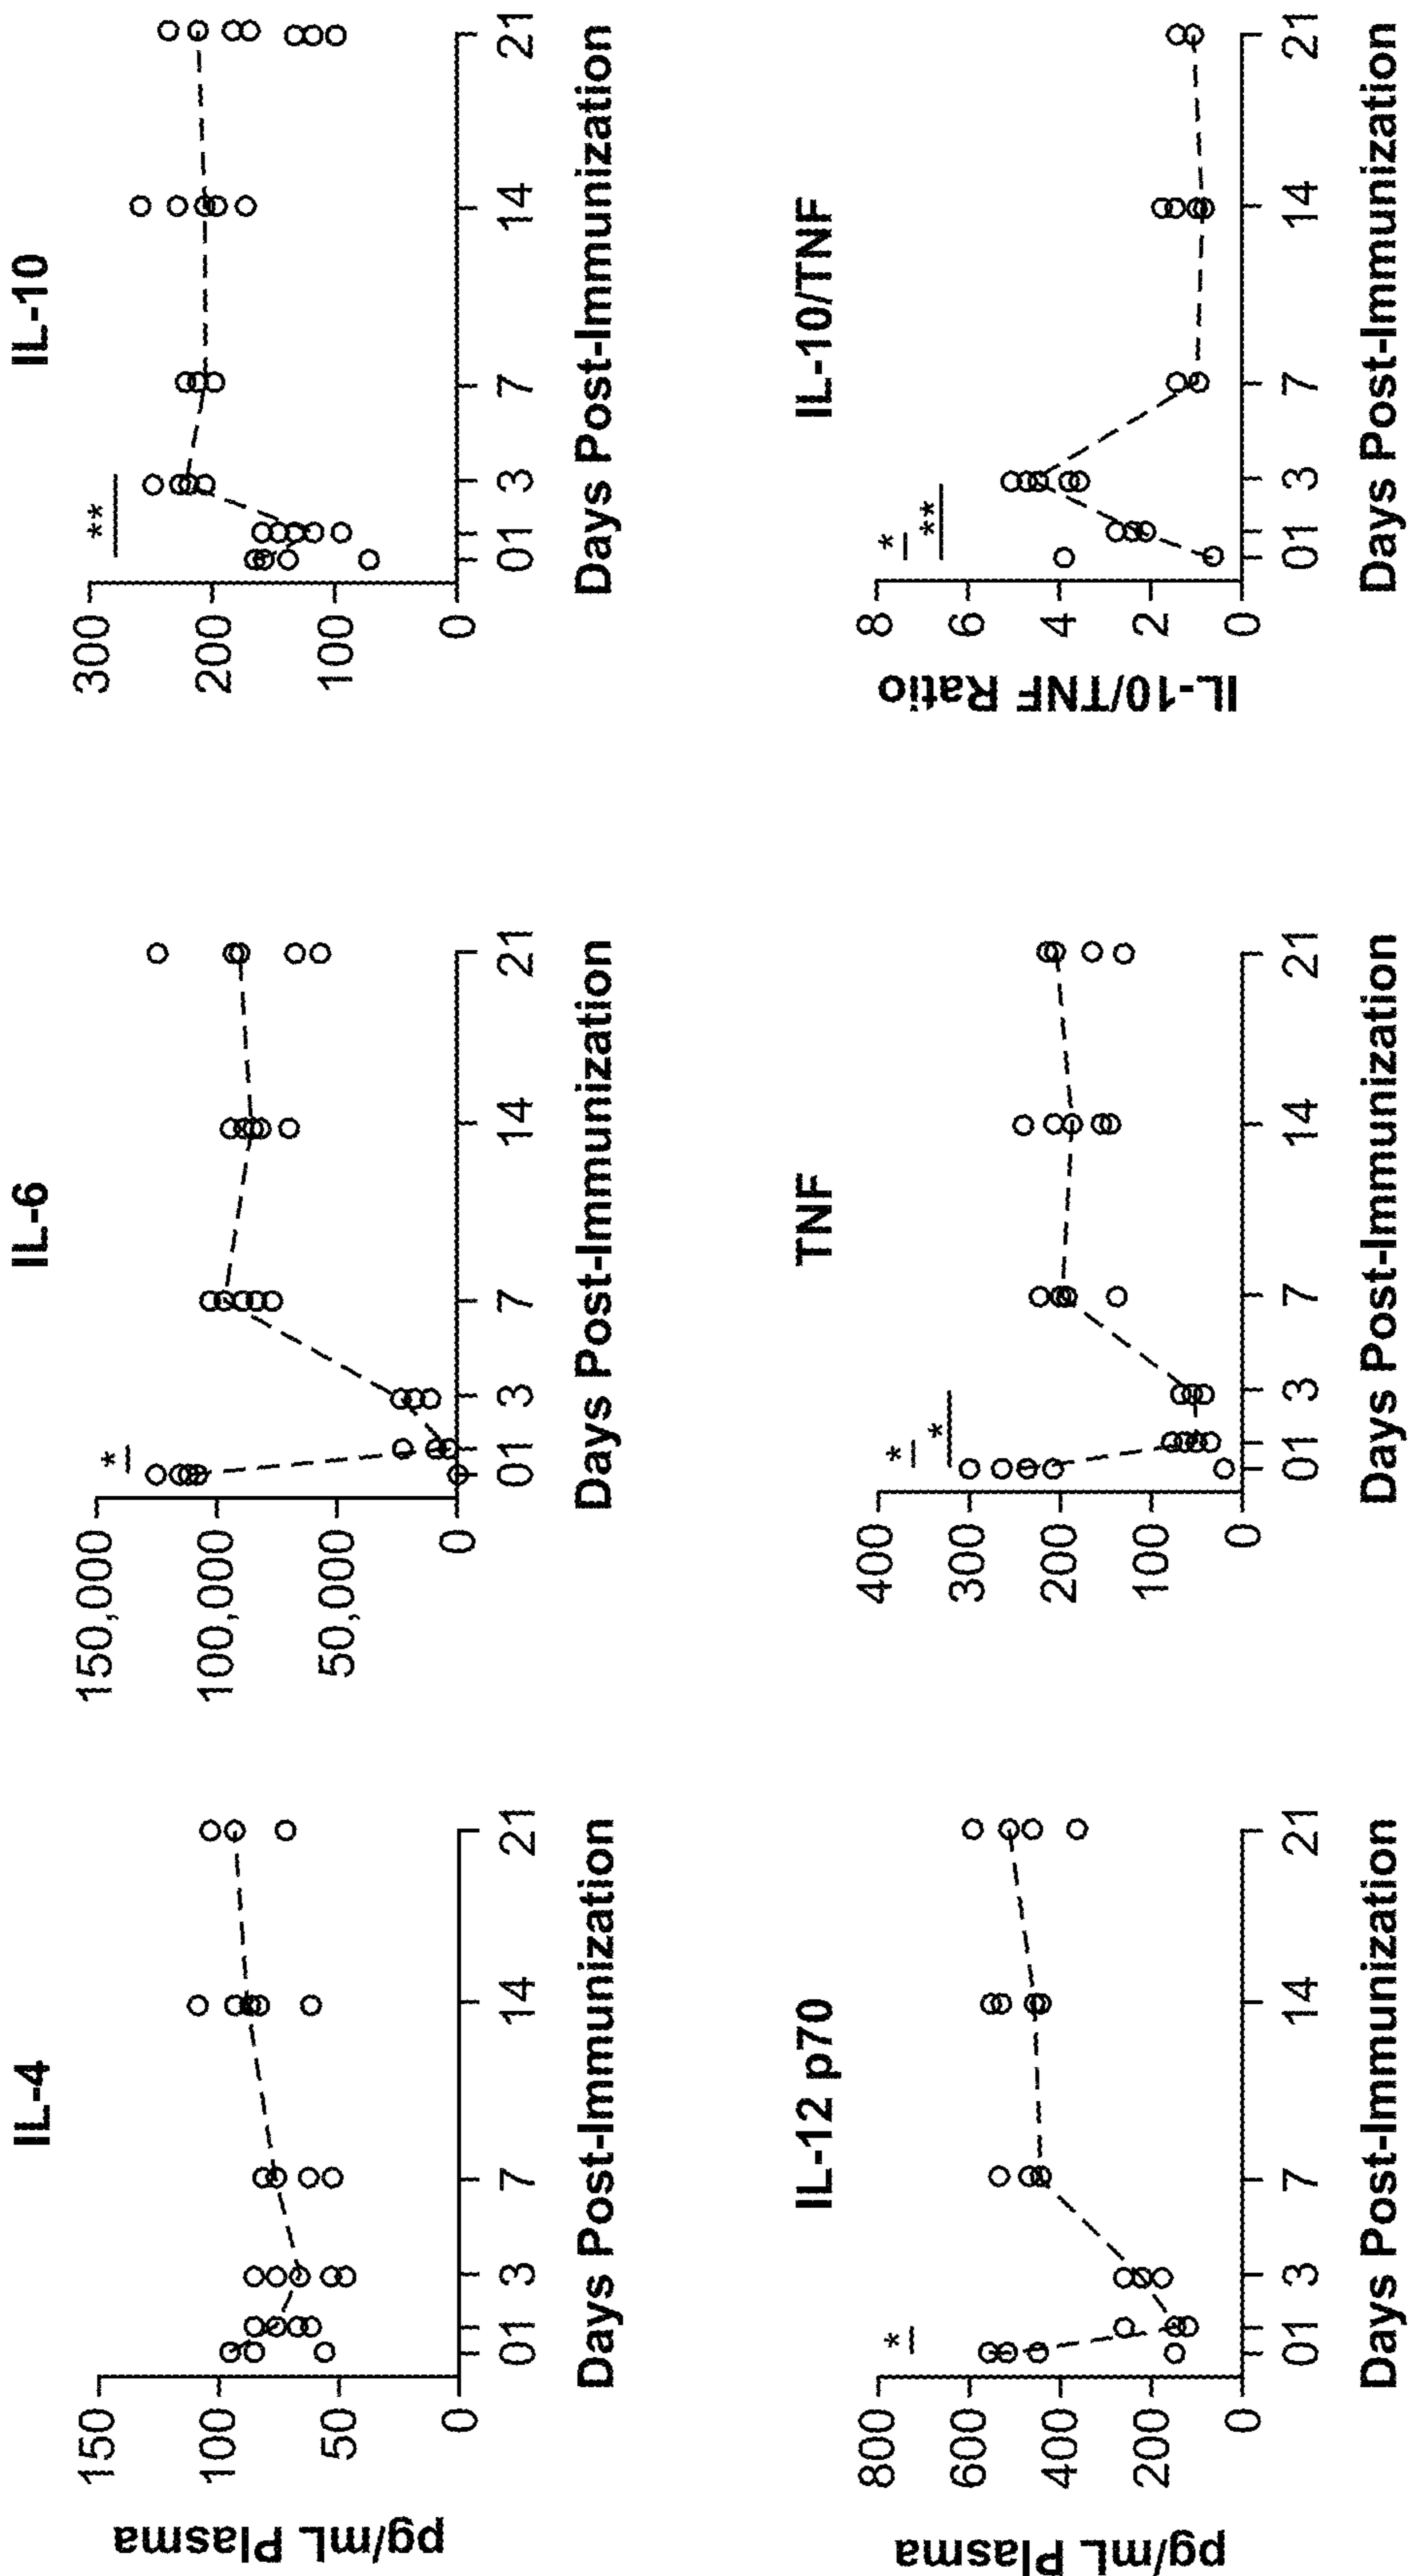 IL-4
pg/mL Plasma
150
100
50
0
01 3 7 14 21
Days Post-Immunization
IL-6
150,000
100,000
50,000
0
*
01 3 7 14 21
Days Post-Immunization
IL-10
300
200
100
0
**
01 3 7 14 21
Days Post-Immunization
IL-12 p70
pg/mL Plasma
800
600
400
200
0
*
01 3 7 14 21
Days Post-Immunization
TNF
400
300
200
100
0
*
*
01 3 7 14 21
Days Post-Immunization
IL-10/TNF
IL-10/TNF Ratio
8
6
4
2
0
*
**
01 3 7 14 21
Days Post-Immunization